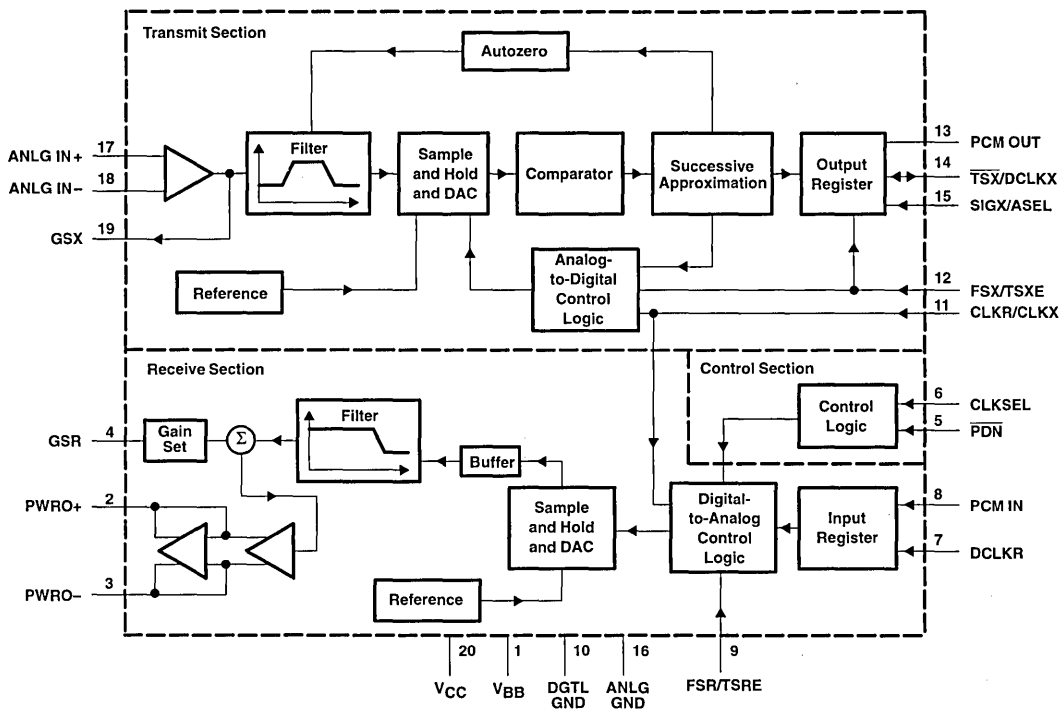 Transmit Section
Autozero
17
ANLG IN+
18
ANLG IN−
19
GSX
Filter
Sample
and Hold
and DAC
Comparator
Successive
Approximation
Output
Register
13
PCM OUT
14
TSX/DCLKX
15
SIGX/ASEL
Reference
Analog-
to-Digital
Control
Logic
12
FSX/TSXE
11
CLKR/CLKX
Receive Section
Control Section
4
GSR
Gain
Set
Σ
Filter
Buffer
Control
Logic
6
CLKSEL
5
PDN
2
PWRO+
3
PWRO−
Sample
and Hold
and DAC
Digital-
to-Analog
Control
Logic
Input
Register
8
PCM IN
7
DCLKR
Reference
20
VCC
1
VBB
10
DGTL
GND
16
ANLG
GND
9
FSR/TSRE